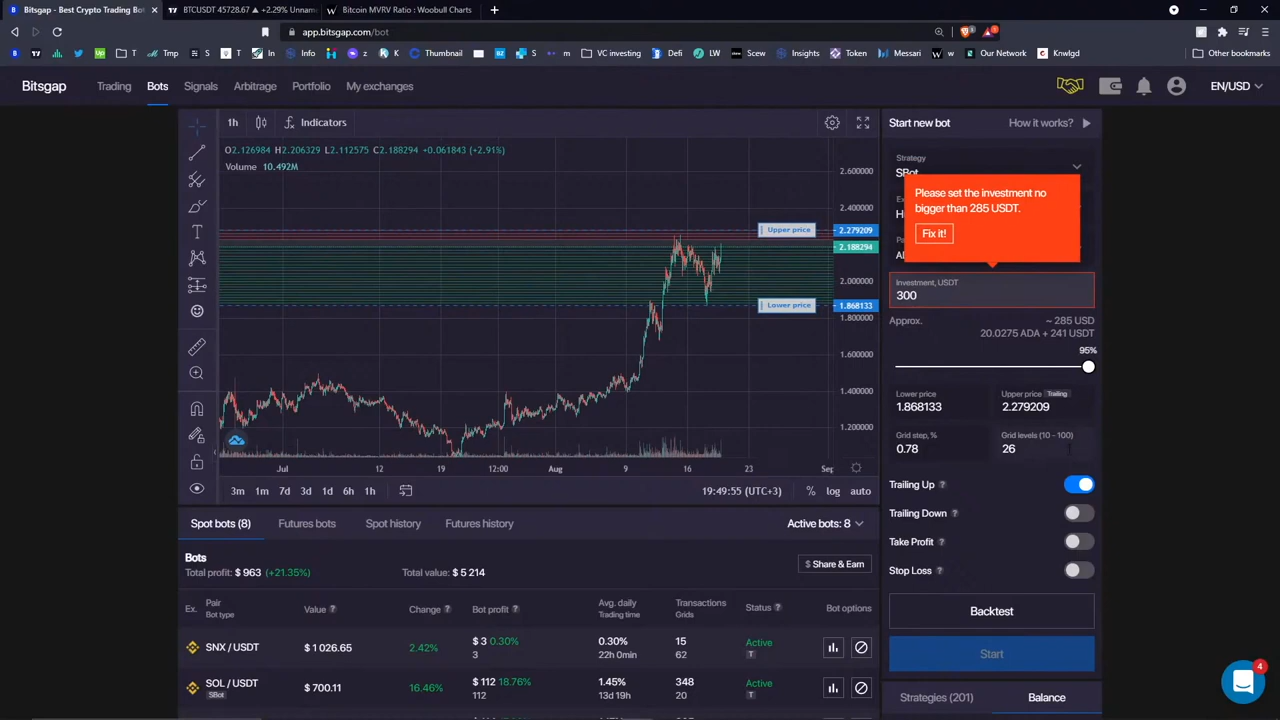 Bitsgap - Best Crypto Trading Bot
BTCUSDT 45728.67 ▲ +2.29% Unnam
Bitcoin MVRV Ratio : Woobull Charts
app.bitsgap.com/bot
Tmp
Up
In
Info
K
Thumbnail
S
VC investing
Defi
LW
Scew
Insights
Token
Messari
Our Network
Knwlgd
Other bookmarks
Bitsgap
Trading
Bots
Signals
Arbitrage
Portfolio
My exchanges
EN/USD
1h
Indicators
O2.126984 H2.206329 L2.112575 C2.188294 +0.061843 (+2.91%)
Volume 10.492M
2.600000
2.400000
Upper price
2.279209
2.188294
2.000000
Lower price
1.868133
1.800000
1.600000
1.400000
1.200000
Jul 12 19 12:00 Aug 9 16 23 Sep
3m 1m 7d 3d 1d 6h 1h
19:49:55 (UTC+3)
% log auto
Start new bot
How it works?
Strategy
SBot
Please set the investment no
bigger than 285 USDT.
Fix it!
Investment, USDT
300
Approx.
~ 285 USD
20.0275 ADA + 241 USDT
95%
Lower price
1.868133
Upper price Trailing
2.279209
Grid step, %
0.78
Grid levels (10 - 100)
26
Trailing Up ?
Trailing Down ?
Take Profit ?
Stop Loss ?
Backtest
Start
Strategies (201)
Balance
4
Spot bots (8)
Futures bots
Spot history
Futures history
Active bots: 8
Bots
Total profit: $ 963 (+21.35%)
Total value: $ 5 214
$ Share & Earn
Ex.
Pair
Bot type
Value ?
Change ?
Bot profit ?
Avg. daily
Trading time
Transactions
Grids
Status ?
Bot options
SNX / USDT
$ 1 026.65
2.42%
$ 3 0.30%
3
0.30%
22h 0min
15
62
Active
T
SOL / USDT
SBot
$ 700.11
16.46%
$ 112 18.76%
112
1.45%
13d 19h
348
20
Active
T